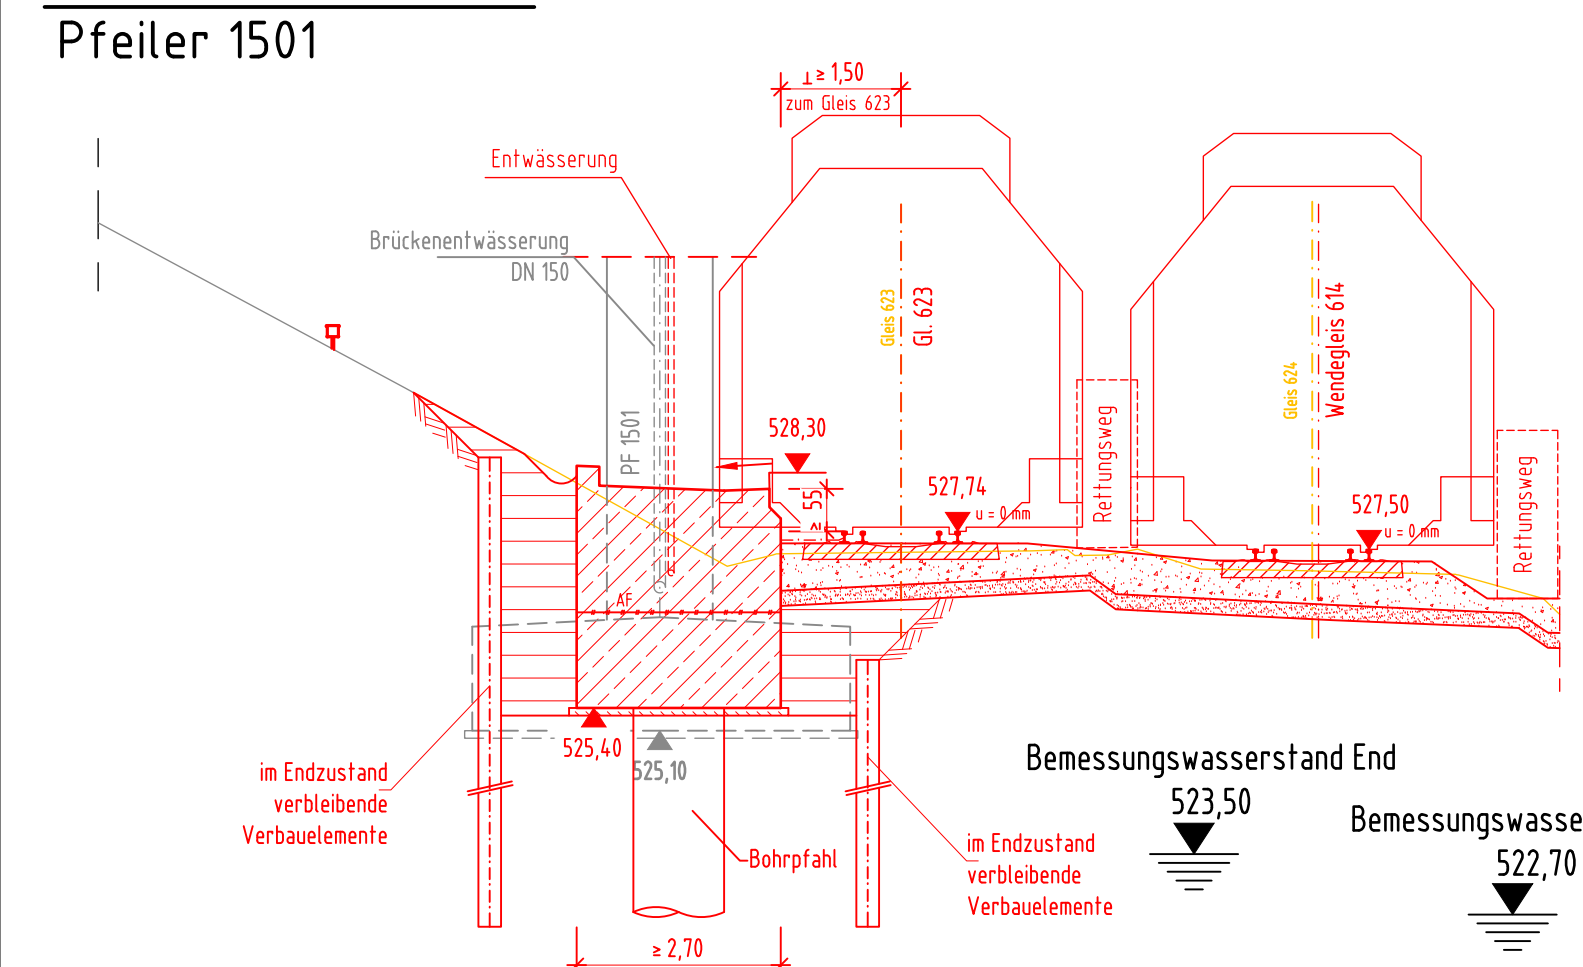 Pfeiler 1501
⊥ ≥ 1,50
zum Gleis 623
Entwässerung
Brückenentwässerung
DN 150
Gleis 623
Gl. 623
Gleis 624
Wendegleis 614
PF 1501
528,30
55
Rettungsweg
527,74
u = 0 mm
527,50
u = 0 mm
Rettungsweg
AF
525,40
525,10
im Endzustand
verbleibende
Verbauelemente
Bohrpfahl
im Endzustand
verbleibende
Verbauelemente
Bemessungswasserstand End
523,50
Bemessungswasse
522,70
≥ 2,70